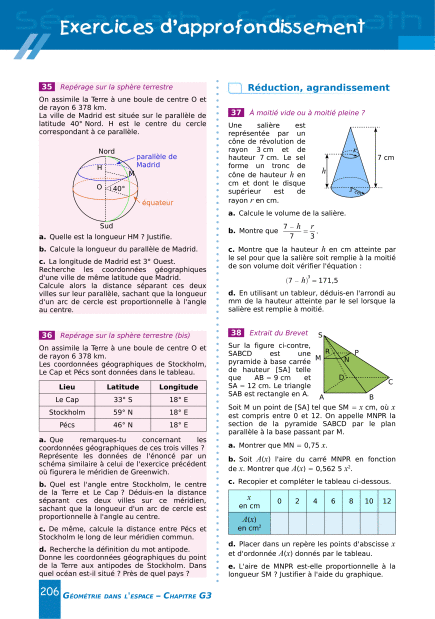 Exercices d'approfondissement
35 Repérage sur la sphère terrestre
On assimile la Terre à une boule de centre O et
de rayon 6 378 km.
La ville de Madrid est située sur le parallèle de
latitude 40° Nord. H est le centre du cercle
correspondant à ce parallèle.
Nord
parallèle de
Madrid
H
M
O
40°
équateur
Sud
a. Quelle est la longueur HM ? Justifie.
b. Calcule la longueur du parallèle de Madrid.
c. La longitude de Madrid est 3° Ouest.
Recherche les coordonnées géographiques
d'une ville de même latitude que Madrid.
Calcule alors la distance séparant ces deux
villes sur leur parallèle, sachant que la longueur
d'un arc de cercle est proportionnelle à l'angle
au centre.
36 Repérage sur la sphère terrestre (bis)
On assimile la Terre à une boule de centre O et
de rayon 6 378 km.
Les coordonnées géographiques de Stockholm,
Le Cap et Pécs sont données dans le tableau.
Lieu Latitude Longitude
Le Cap 33° S 18° E
Stockholm 59° N 18° E
Pécs 46° N 18° E
a. Que remarques-tu concernant les
coordonnées géographiques de ces trois villes ?
Représente les données de l'énoncé par un
schéma similaire à celui de l'exercice précédent
où figurera le méridien de Greenwich.
b. Quel est l'angle entre Stockholm, le centre
de la Terre et Le Cap ? Déduis-en la distance
séparant ces deux villes sur ce méridien,
sachant que la longueur d'un arc de cercle est
proportionnelle à l'angle au centre.
c. De même, calcule la distance entre Pécs et
Stockholm le long de leur méridien commun.
d. Recherche la définition du mot antipode.
Donne les coordonnées géographiques du point
de la Terre aux antipodes de Stockholm. Dans
quel océan est-il situé ? Près de quel pays ?
Réduction, agrandissement
37 À moitié vide ou à moitié pleine ?
Une salière est
représentée par un
cône de révolution de
rayon 3 cm et de
hauteur 7 cm. Le sel
forme un tronc de
cône de hauteur h en
cm et dont le disque
supérieur est de
rayon r en cm.
r
h
7 cm
3 cm
a. Calcule le volume de la salière.
b. Montre que (7 − h)/7 = r/3.
c. Montre que la hauteur h en cm atteinte par
le sel pour que la salière soit remplie à la moitié
de son volume doit vérifier l'équation :
(7 − h)³ = 171,5
d. En utilisant un tableur, déduis-en l'arrondi au
mm de la hauteur atteinte par le sel lorsque la
salière est remplie à moitié.
38 Extrait du Brevet
Sur la figure ci-contre,
SABCD est une
pyramide à base carrée
de hauteur [SA] telle
que AB = 9 cm et
SA = 12 cm. Le triangle
SAB est rectangle en A.
S
R
P
M
N
D
C
A
B
Soit M un point de [SA] tel que SM = x cm, où x
est compris entre 0 et 12. On appelle MNPR la
section de la pyramide SABCD par le plan
parallèle à la base passant par M.
a. Montrer que MN = 0,75 x.
b. Soit A(x) l'aire du carré MNPR en fonction
de x. Montrer que A(x) = 0,562 5 x².
c. Recopier et compléter le tableau ci-dessous.
x en cm 0 2 4 6 8 10 12
A(x) en cm²
d. Placer dans un repère les points d'abscisse x
et d'ordonnée A(x) donnés par le tableau.
e. L'aire de MNPR est-elle proportionnelle à la
longueur SM ? Justifier à l'aide du graphique.
206 GÉOMÉTRIE DANS L'ESPACE – CHAPITRE G3